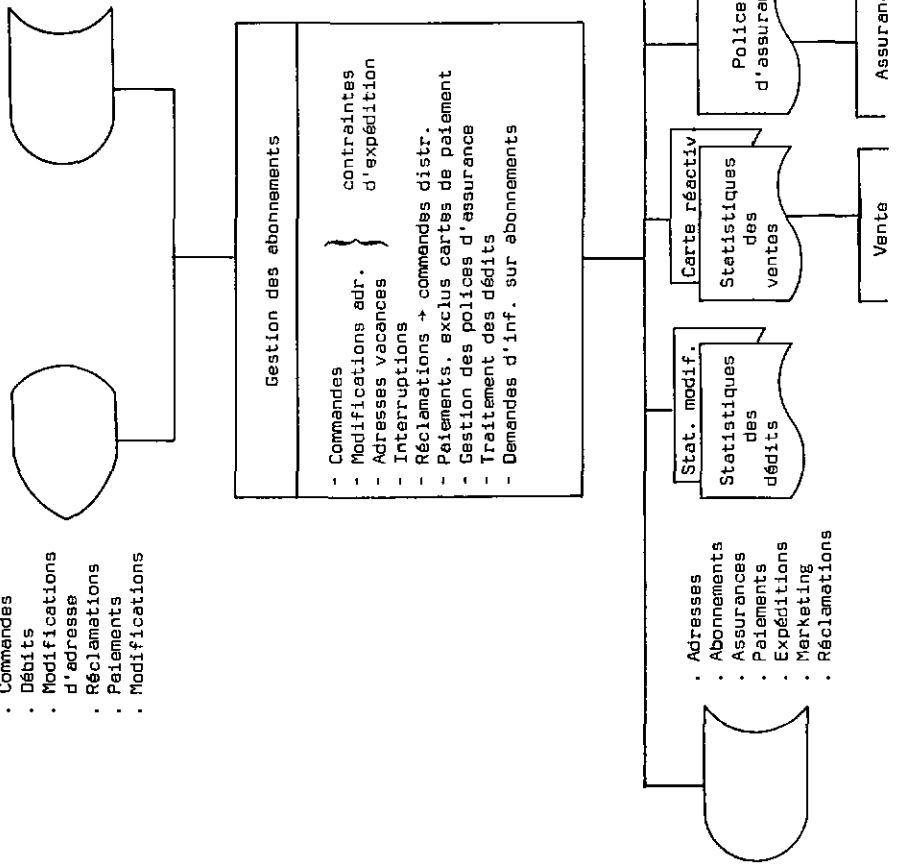 . Commandes
. Débits
. Modifications
d'adresse
. Réclamations
. Paiements
. Modifications
Gestion des abonnements
- Commandes
- Modifications adr. } contraintes
- Adresses vacances d'expédition
- Interruptions
- Réclamations → commandes distr.
- Paiements. exclus cartes de paiement
- Gestion des polices d'assurance
- Traitement des dédits
- Demandes d'inf. sur abonnements
. Adresses
. Abonnements
. Assurances
. Paiements
. Expéditions
. Marketing
. Réclamations
Stat. modif.
Statistiques
des
dédits
Carte réactiv.
Statistiques
des
ventes
Vente
Police